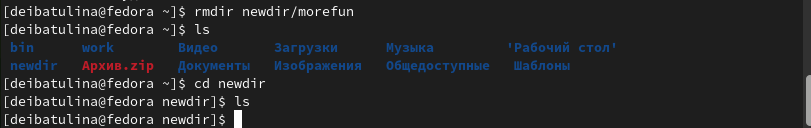 [deibatulina@fedora ~]$ rmdir newdir/morefun
[deibatulina@fedora ~]$ ls
bin work Видео Загрузки Музыка 'Рабочий стол'
newdir Архив.zip Документы Изображения Общедоступные Шаблоны
[deibatulina@fedora ~]$ cd newdir
[deibatulina@fedora newdir]$ ls
[deibatulina@fedora newdir]$